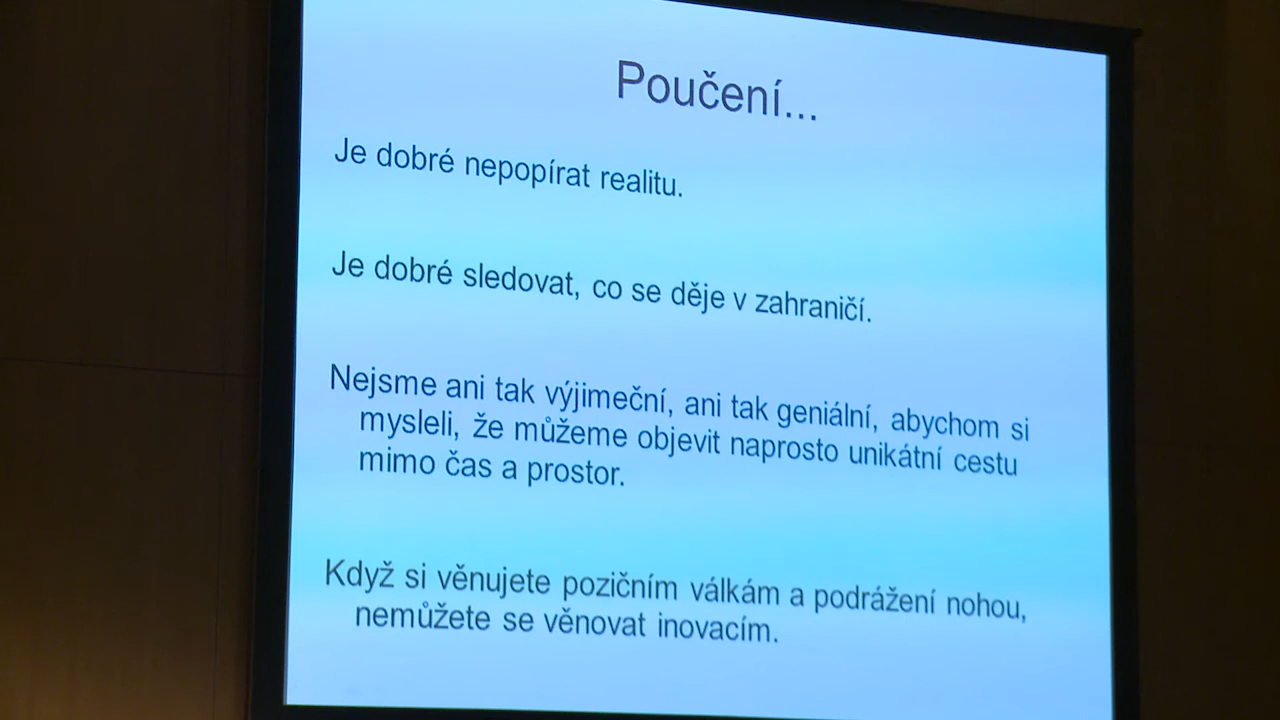 Poučení...
Je dobré nepopírat realitu.
Je dobré sledovat, co se děje v zahraničí.
Nejsme ani tak výjimeční, ani tak geniální, abychom si
mysleli, že můžeme objevit naprosto unikátní cestu
mimo čas a prostor.
Když si věnujete pozičním válkám a podrážení nohou,
nemůžete se věnovat inovacím.